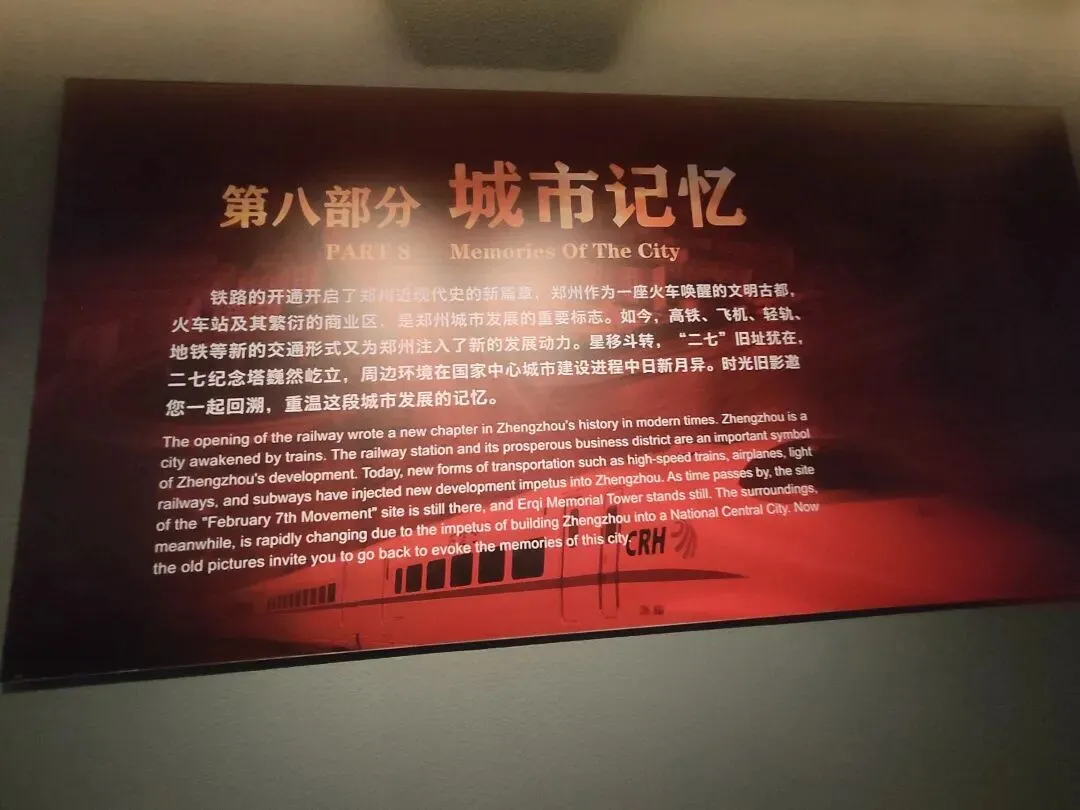 第八部分 城市记忆
PART 8 Memories Of The City
铁路的开通开启了郑州近现代史的新篇章，郑州作为一座火车唤醒的文明古都，
火车站及其繁衍的商业区，是郑州城市发展的重要标志。如今，高铁、飞机、轻轨、
地铁等新的交通形式又为郑州注入了新的发展动力。星移斗转，“二七”旧址犹在，
二七纪念塔巍然屹立，周边环境在国家中心城市建设进程中日新月异。时光旧影邀
您一起回溯，重温这段城市发展的记忆。
The opening of the railway wrote a new chapter in Zhengzhou's history in modern times. Zhengzhou is a
city awakened by trains. The railway station and its prosperous business district are an important symbol
of Zhengzhou's development. Today, new forms of transportation such as high-speed trains, airplanes, light
railways, and subways have injected new development impetus into Zhengzhou. As time passes by, the site
of the "February 7th Movement" site is still there, and Erqi Memorial Tower stands still. The surroundings,
meanwhile, is rapidly changing due to the impetus of building Zhengzhou into a National Central City. Now
the old pictures invite you to go back to evoke the memories of this city.
CRH